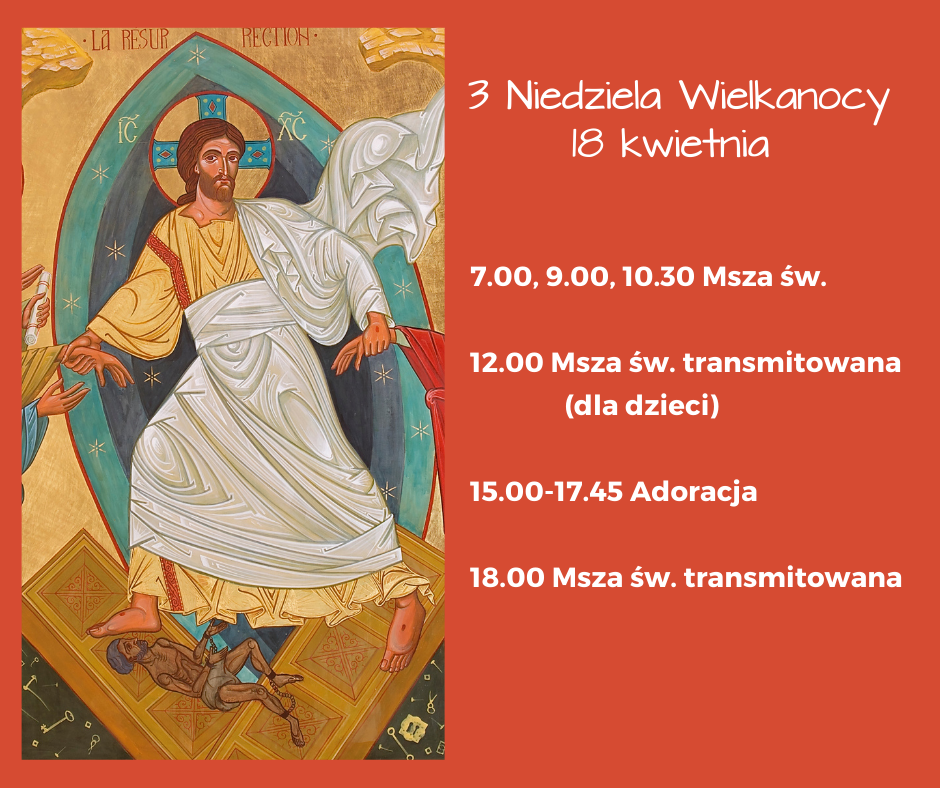 ·LA RESUR RECTION·
IC XC
3 Niedziela Wielkanocy
18 kwietnia
7.00, 9.00, 10.30 Msza św.
12.00 Msza św. transmitowana
(dla dzieci)
15.00-17.45 Adoracja
18.00 Msza św. transmitowana